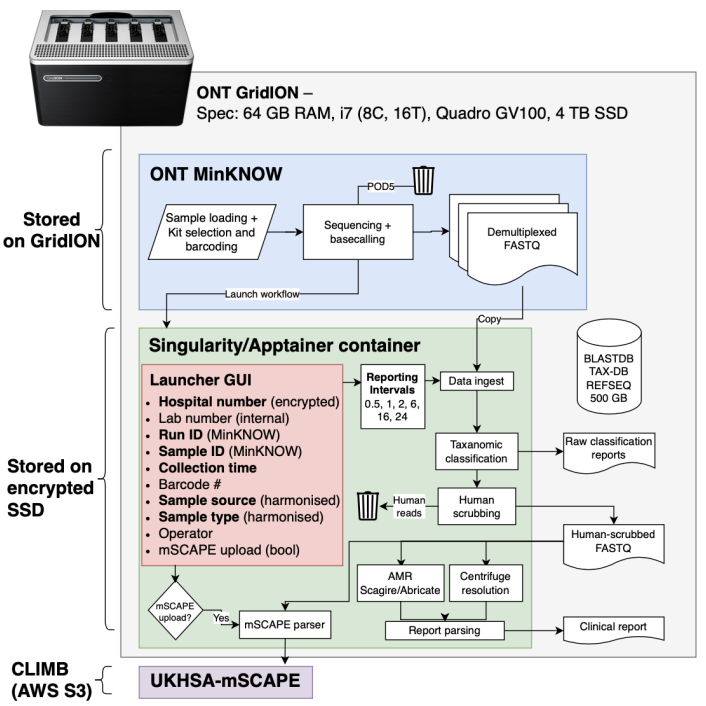 ONT GridION –
Spec: 64 GB RAM, i7 (8C, 16T), Quadro GV100, 4 TB SSD
Stored
on GridION
ONT MinKNOW
POD5
Sample loading +
Kit selection and
barcoding
Sequencing +
basecalling
Demultiplexed
FASTQ
Launch workflow
Copy
Stored on
encrypted
SSD
Singularity/Apptainer container
Launcher GUI
• Hospital number (encrypted)
• Lab number (internal)
• Run ID (MinKNOW)
• Sample ID (MinKNOW)
• Collection time
• Barcode #
• Sample source (harmonised)
• Sample type (harmonised)
• Operator
• mSCAPE upload (bool)
Reporting
Intervals
0.5, 1, 2, 6,
16, 24
Data ingest
BLASTDB
TAX-DB
REFSEQ
500 GB
Taxanomic
classification
Raw classification
reports
Human
reads
Human
scrubbing
Human-scrubbed
FASTQ
AMR
Scagire/Abricate
Centrifuge
resolution
mSCAPE
upload?
Yes
mSCAPE parser
Report parsing
Clinical report
CLIMB
(AWS S3)
UKHSA-mSCAPE